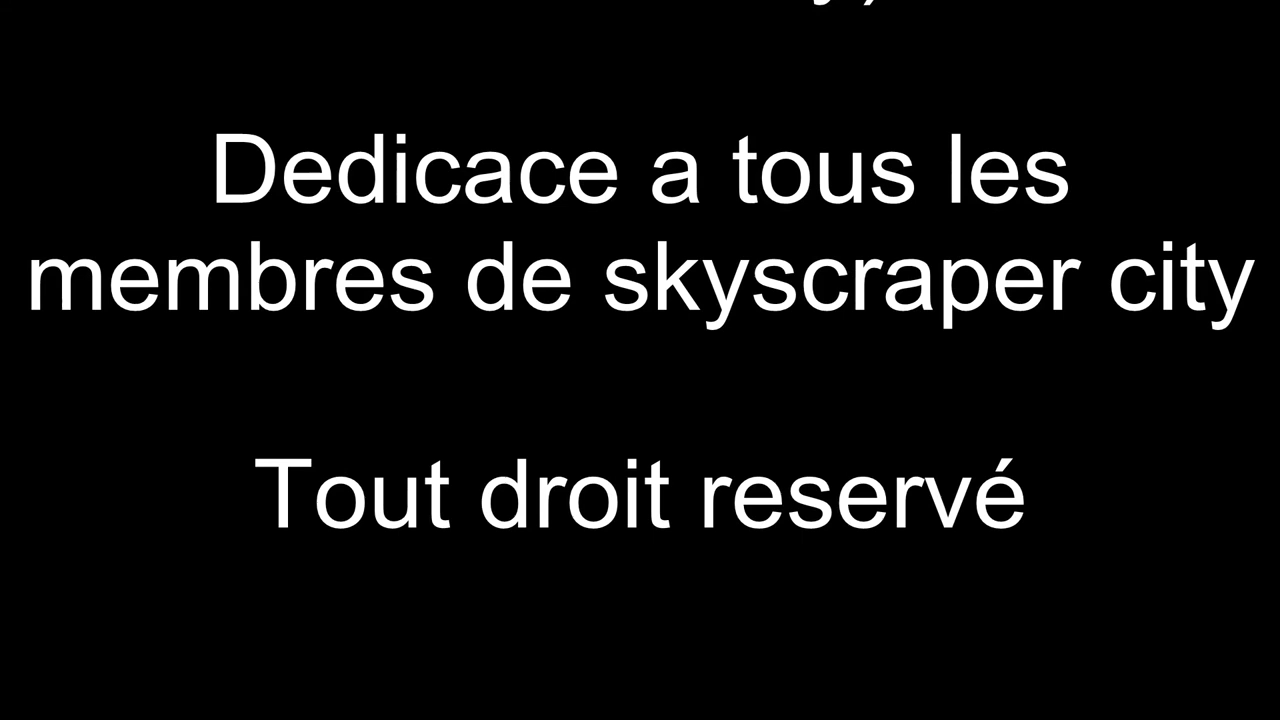 Dedicace a tous les
membres de skyscraper city
Tout droit reservé